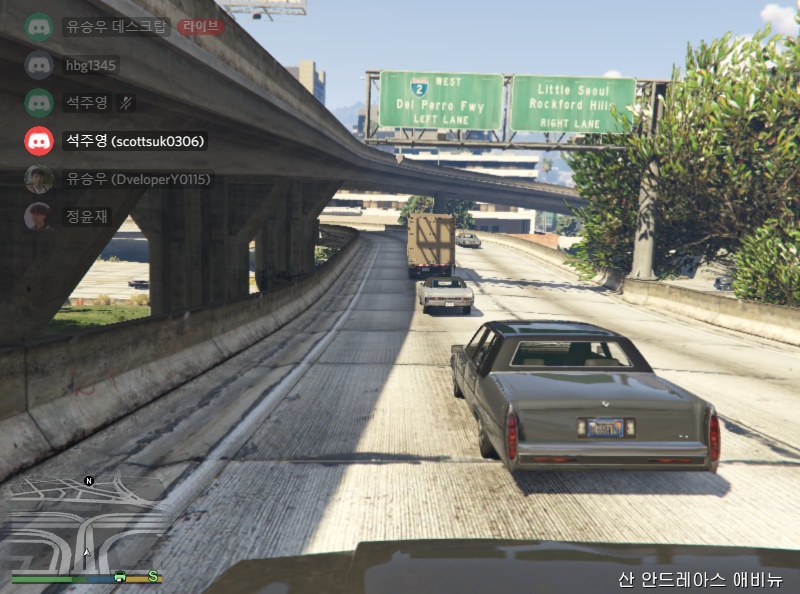 유승우 데스크탑 라이브
hbg1345
석주영
석주영 (scottsuk0306)
유승우 (DveloperY0115)
정윤재
2 WEST
Del Perro Fwy
LEFT LANE
Little Seoul
Rockford Hills
RIGHT LANE
N
S
산 안드레아스 애비뉴